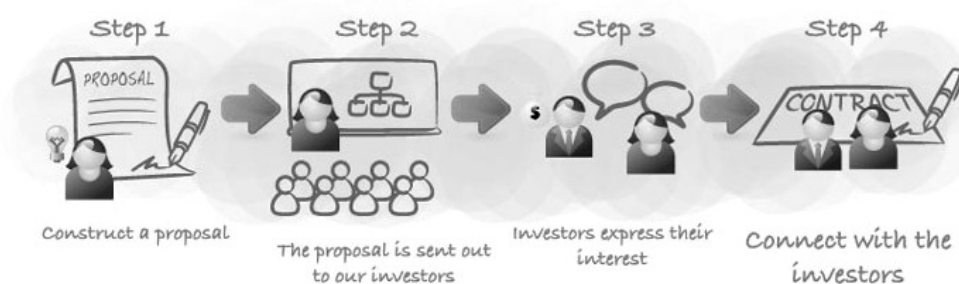 Step 1
Step 2
Step 3
Step 4
PROPOSAL
$
CONTRACT
Construct a proposal
The proposal is sent out
to our investors
Investors express their
interest
Connect with the
investors